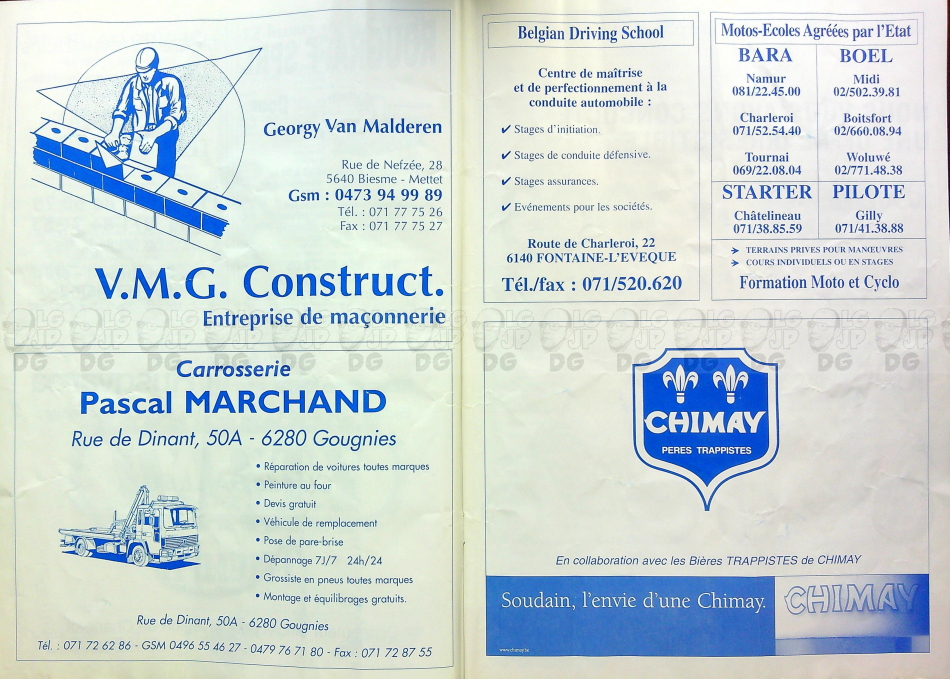 Georgy Van Malderen
Rue de Nefzée, 28
5640 Biesme - Mettet
Gsm : 0473 94 99 89
Tél. : 071 77 75 26
Fax : 071 77 75 27
V.M.G. Construct.
Entreprise de maçonnerie
Carrosserie
Pascal MARCHAND
Rue de Dinant, 50A - 6280 Gougnies
• Réparation de voitures toutes marques
• Peinture au four
• Devis gratuit
• Véhicule de remplacement
• Pose de pare-brise
• Dépannage 7J/7 24h/24
• Grossiste en pneus toutes marques
• Montage et équilibrages gratuits.
Rue de Dinant, 50A - 6280 Gougnies
Tél. : 071 72 62 86 - GSM 0496 55 46 27 - 0479 76 71 80 - Fax : 071 72 87 55
Belgian Driving School
Centre de maîtrise
et de perfectionnement à la
conduite automobile :
✔ Stages d'initiation.
✔ Stages de conduite défensive.
✔ Stages assurances.
✔ Evénements pour les sociétés.
Route de Charleroi, 22
6140 FONTAINE-L'EVEQUE
Tél./fax : 071/520.620
Motos-Ecoles Agréées par l'Etat
BARA
Namur
081/22.45.00
Charleroi
071/52.54.40
Tournai
069/22.08.04
BOEL
Midi
02/502.39.81
Boitsfort
02/660.08.94
Woluwé
02/771.48.38
STARTER
Châtelineau
071/38.85.59
PILOTE
Gilly
071/41.38.88
TERRAINS PRIVES POUR MANŒUVRES
COURS INDIVIDUELS OU EN STAGES
Formation Moto et Cyclo
CHIMAY
PERES TRAPPISTES
En collaboration avec les Bières TRAPPISTES de CHIMAY
Soudain, l'envie d'une Chimay.
CHIMAY
www.chimay.be
LG JP DG